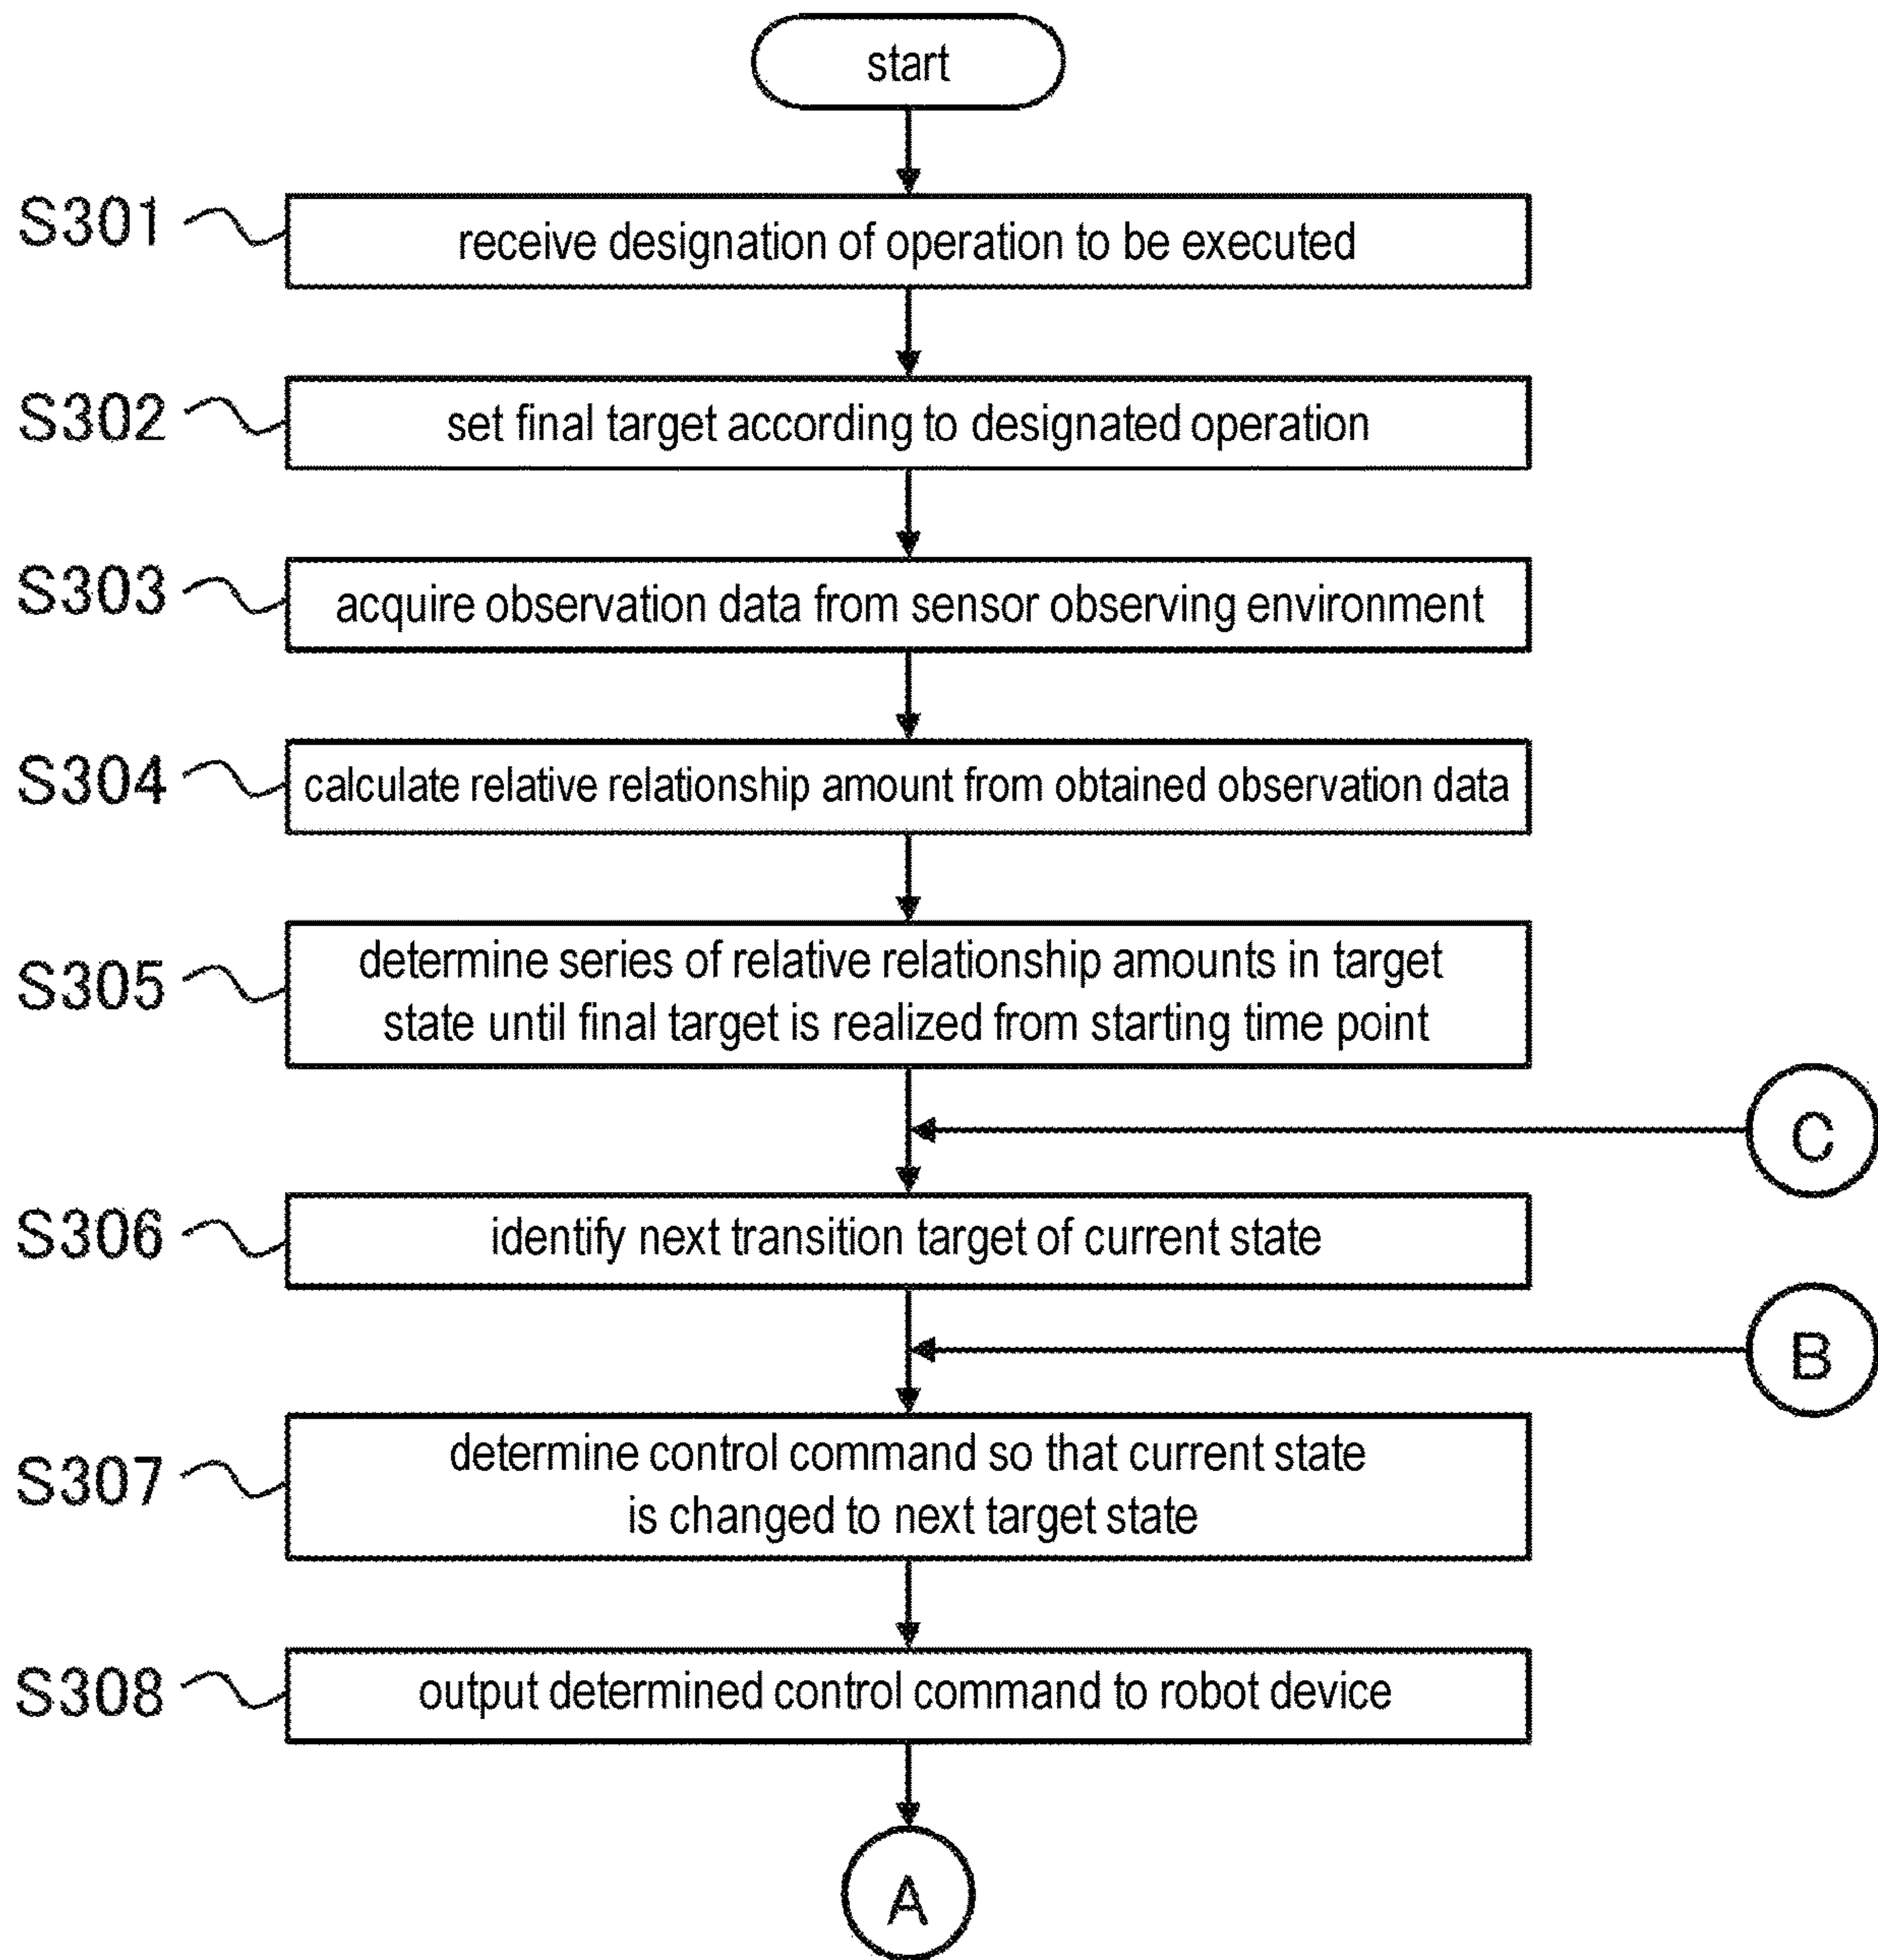 start
S301
receive designation of operation to be executed
S302
set final target according to designated operation
S303
acquire observation data from sensor observing environment
S304
calculate relative relationship amount from obtained observation data
S305
determine series of relative relationship amounts in target
state until final target is realized from starting time point
C
S306
identify next transition target of current state
B
S307
determine control command so that current state
is changed to next target state
S308
output determined control command to robot device
A